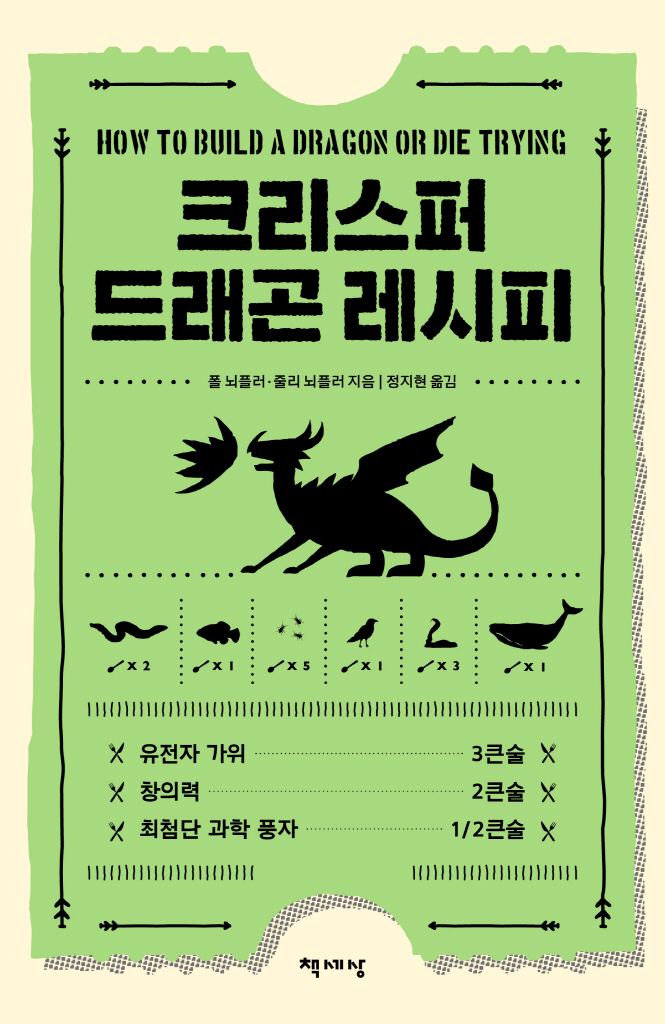 HOW TO BUILD A DRAGON OR DIE TRYING
크리스퍼
드래곤 레시피
폴 뇌플러·줄리 뇌플러 지음 | 정지현 옮김
x 2 x 1 x 5 x 1 x 3 x 1
유전자 가위 3큰술
창의력 2큰술
최첨단 과학 풍자 1/2큰술
책세상